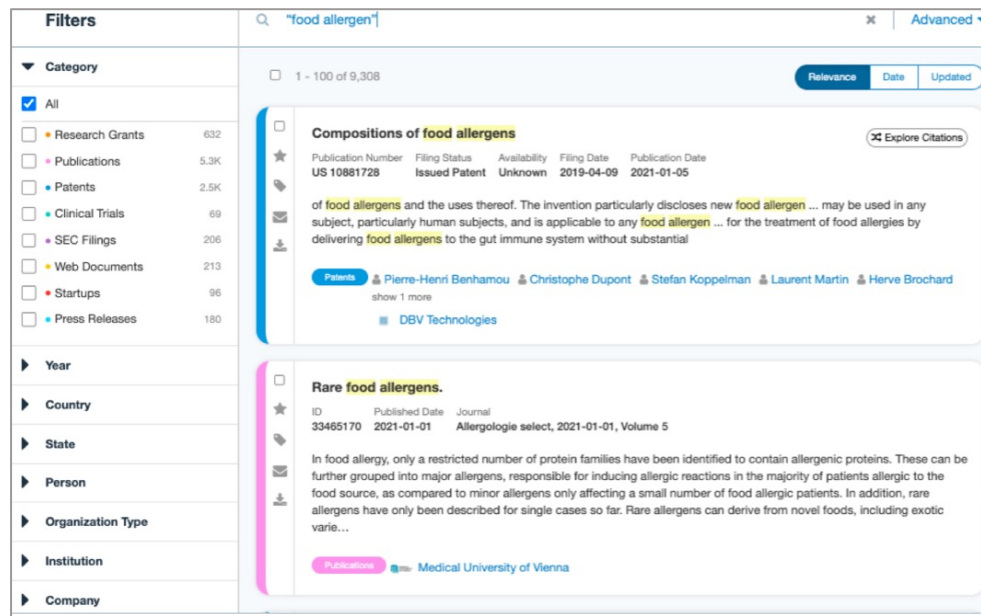 Filters
"food allergen"
Advanced
Category
1 - 100 of 9,308
Relevance
Date
Updated
All
Research Grants 632
Publications 5.3K
Patents 2.5K
Clinical Trials 69
SEC Filings 206
Web Documents 213
Startups 96
Press Releases 180
Year
Country
State
Person
Organization Type
Institution
Company
Compositions of food allergens
Explore Citations
Publication Number Filing Status Availability Filing Date Publication Date
US 10881728 Issued Patent Unknown 2019-04-09 2021-01-05
of food allergens and the uses thereof. The invention particularly discloses new food allergen ... may be used in any
subject, particularly human subjects, and is applicable to any food allergen ... for the treatment of food allergies by
delivering food allergens to the gut immune system without substantial
Patents Pierre-Henri Benhamou Christophe Dupont Stefan Koppelman Laurent Martin Herve Brochard
show 1 more
DBV Technologies
Rare food allergens.
ID Published Date Journal
33465170 2021-01-01 Allergologie select, 2021-01-01, Volume 5
In food allergy, only a restricted number of protein families have been identified to contain allergenic proteins. These can be
further grouped into major allergens, responsible for inducing allergic reactions in the majority of patients allergic to the
food source, as compared to minor allergens only affecting a small number of food allergic patients. In addition, rare
allergens have only been described for single cases so far. Rare allergens can derive from novel foods, including exotic
varie...
Publications Medical University of Vienna